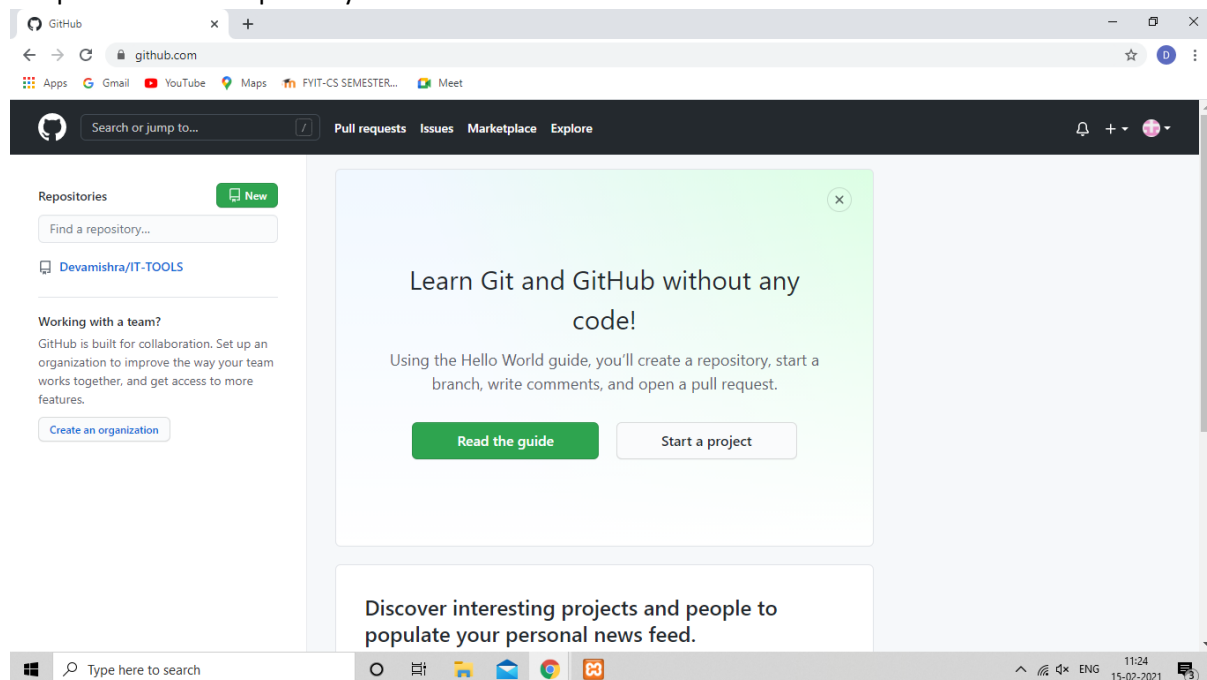 GitHub
github.com
D
Apps Gmail YouTube Maps FYIT-CS SEMESTER... Meet
Search or jump to... / Pull requests Issues Marketplace Explore
Repositories New
Find a repository...
Devamishra/IT-TOOLS
Working with a team?
GitHub is built for collaboration. Set up an
organization to improve the way your team
works together, and get access to more
features.
Create an organization
Learn Git and GitHub without any
code!
Using the Hello World guide, you'll create a repository, start a
branch, write comments, and open a pull request.
Read the guide Start a project
Discover interesting projects and people to
populate your personal news feed.
Type here to search
ENG 11:24
15-02-2021 3